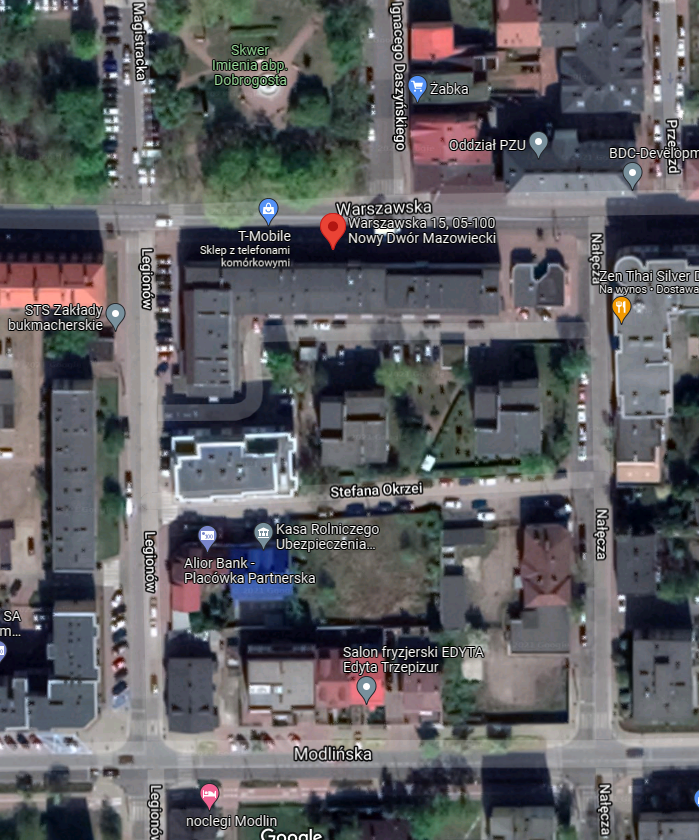 Magistracka
Skwer
Imienia abp.
Dobrogosta
Ignacego Daszyńskiego
Żabka
Oddział PZU
Przejazd
BDC-Developm
Warszawska
T-Mobile
Sklep z telefonami
komórkowymi
Warszawska 15, 05-100
Nowy Dwór Mazowiecki
Legionów
Nałęcza
Zen Thai Silver D
Na wynos • Dostawa
STS Zakłady
bukmacherskie
Stefana Okrzei
Kasa Rolniczego
Ubezpieczenia...
Legionów
Alior Bank -
Placówka Partnerska
Nałęcza
SA
m...
Salon fryzjerski EDYTA
Edyta Trzepizur
Modlińska
Legionów
Nałęcza
noclegi Modlin
Google